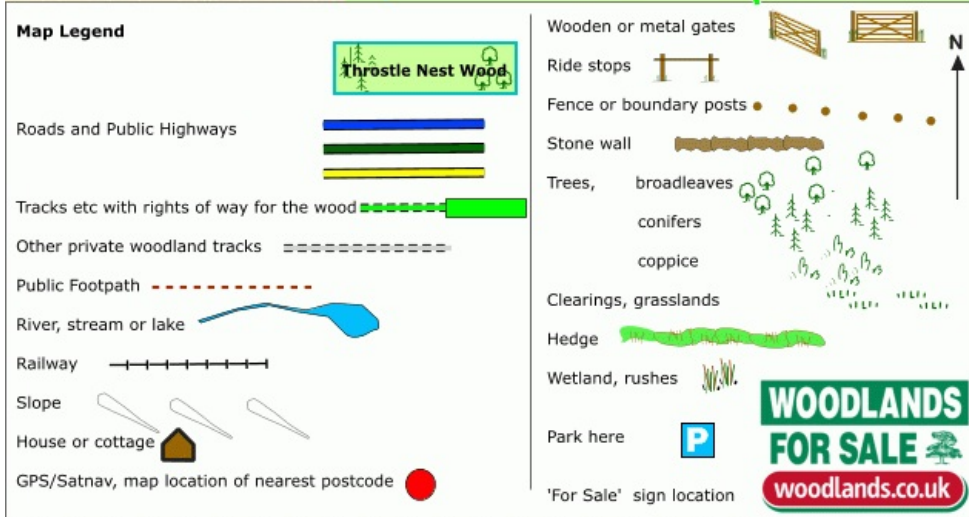 Map Legend
Throstle Nest Wood
Roads and Public Highways
Tracks etc with rights of way for the wood
Other private woodland tracks
Public Footpath
River, stream or lake
Railway
Slope
House or cottage
GPS/Satnav, map location of nearest postcode
Wooden or metal gates
N
Ride stops
Fence or boundary posts
Stone wall
Trees, broadleaves
conifers
coppice
Clearings, grasslands
Hedge
Wetland, rushes
Park here
P
'For Sale' sign location
WOODLANDS
FOR SALE
woodlands.co.uk